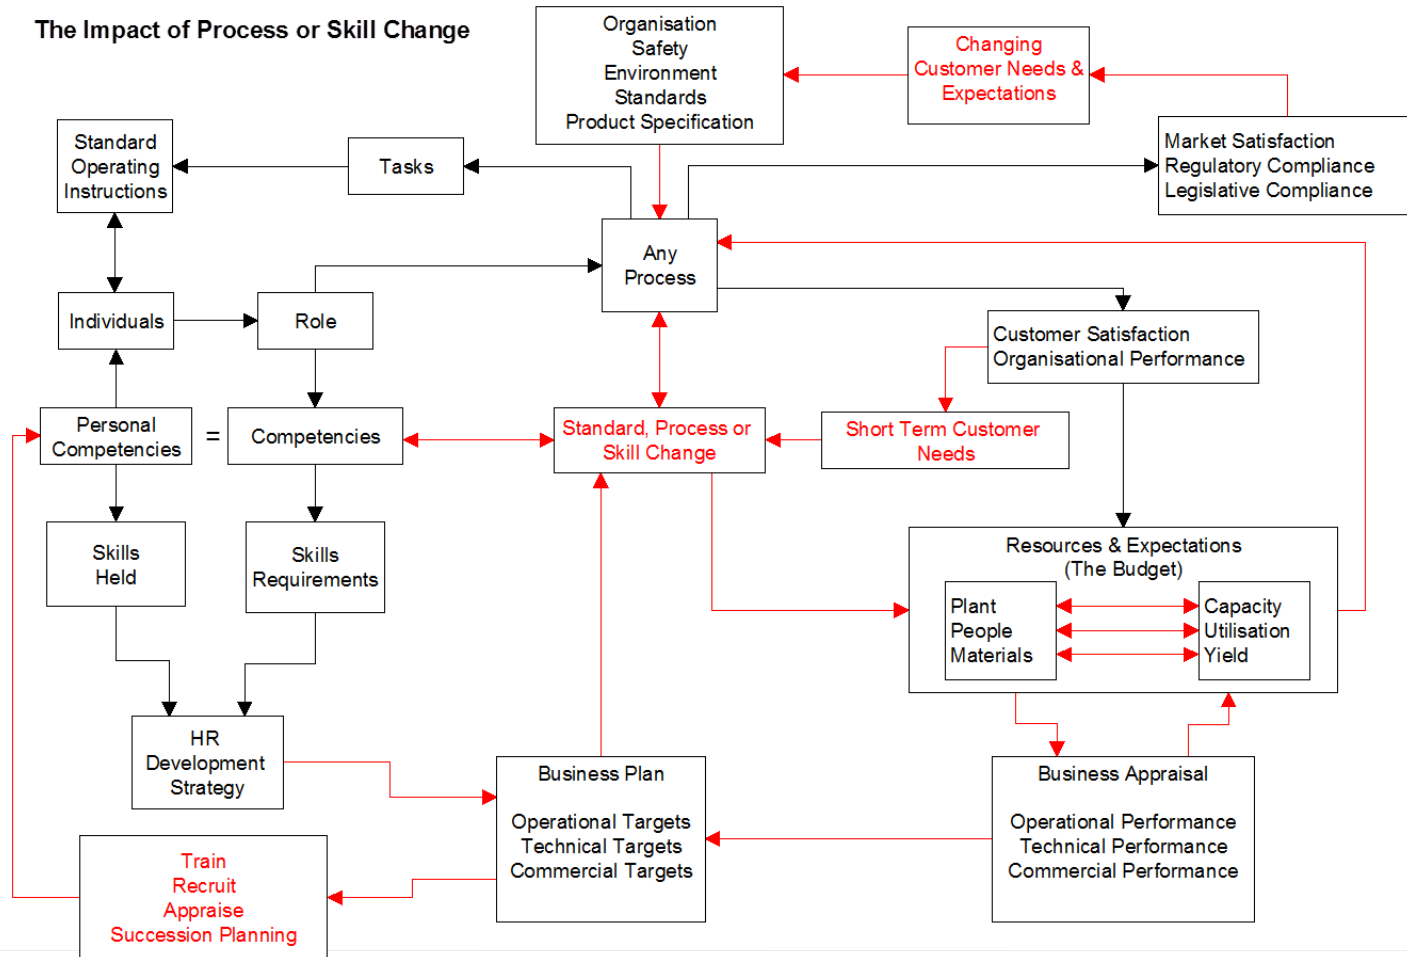 The Impact of Process or Skill Change
Organisation
Safety
Environment
Standards
Product Specification
Changing
Customer Needs &
Expectations
Standard
Operating
Instructions
Tasks
Market Satisfaction
Regulatory Compliance
Legislative Compliance
Any
Process
Individuals
Role
Customer Satisfaction
Organisational Performance
Personal
Competencies
=
Competencies
Standard, Process or
Skill Change
Short Term Customer
Needs
Skills
Held
Skills
Requirements
Resources & Expectations
(The Budget)
Plant
People
Materials
Capacity
Utilisation
Yield
HR
Development
Strategy
Business Plan
Operational Targets
Technical Targets
Commercial Targets
Business Appraisal
Operational Performance
Technical Performance
Commercial Performance
Train
Recruit
Appraise
Succession Planning